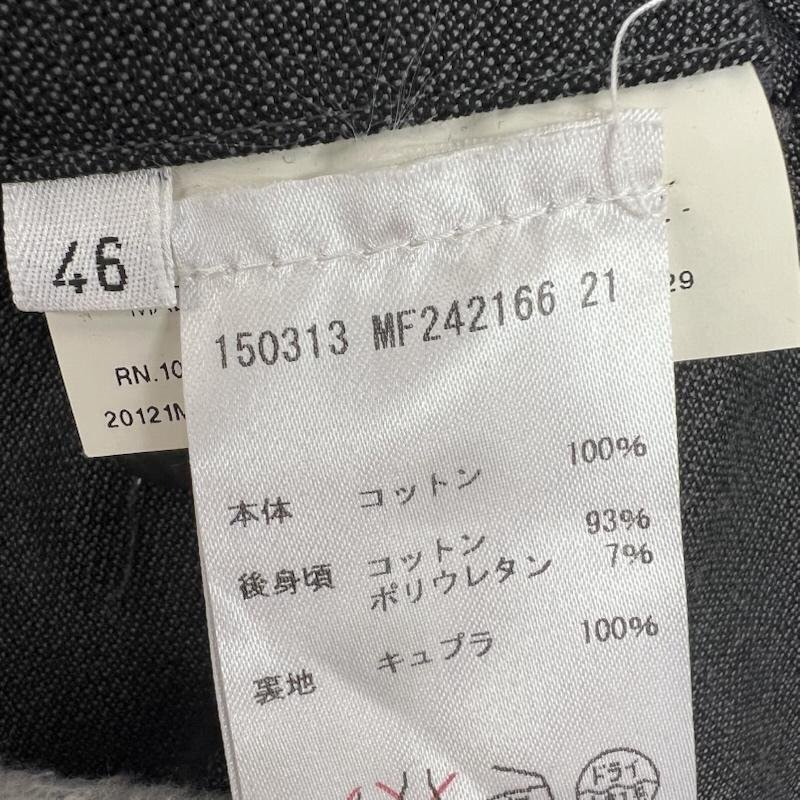 46
150313 MF242166 21
29
RN.10
20121
本体 コットン 100%
後身頃 コットン 93%
ポリウレタン 7%
裏地 キュプラ 100%
ドライ